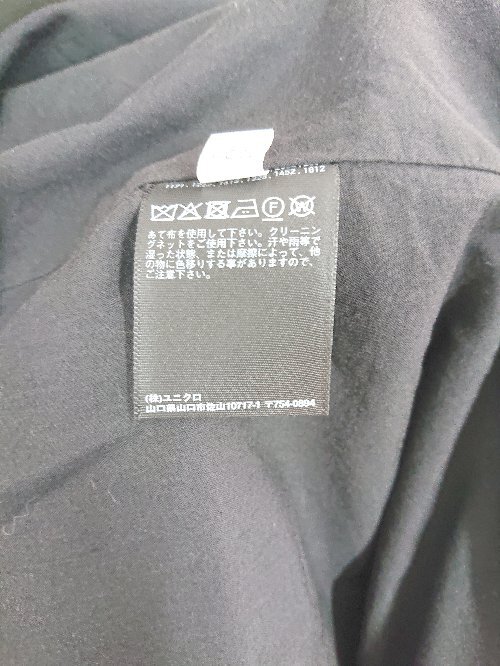 1452.1612
あて布を使用して下さい。クリーニン
グネットをご使用下さい。汗や雨等で
湿った状態、または摩擦によって、他
の物に色移りする事がありますので、
ご注意下さい。
(株)ユニクロ
山口県山口市佐山10717-1 〒754-0894